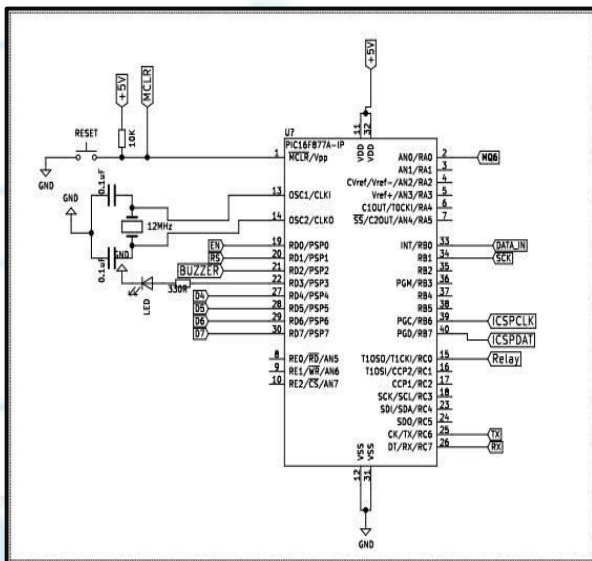 +5V
+5V
MCLR
RESET
10K
GND
U?
PIC16F877A-IP
1 MCLR/Vpp
11 VDD
32 VDD
AN0/RA0 2 MQ6
AN1/RA1 3
CVref/Vref-/AN2/RA2 4
Vref+/AN3/RA3 5
C1OUT/T0CKI/RA4 6
SS/C2OUT/AN4/RA5 7
0.1uF
GND
13 OSC1/CLKI
12MHz
14 OSC2/CLKO
0.1uF
GND
EN 19 RD0/PSP0
RS 20 RD1/PSP1
BUZZER 21 RD2/PSP2
LED 330R 22 RD3/PSP3
D4 27 RD4/PSP4
D5 28 RD5/PSP5
D6 29 RD6/PSP6
D7 30 RD7/PSP7
8 RE0/RD/AN5
9 RE1/WR/AN6
10 RE2/CS/AN7
INT/RB0 33 DATA_IN
RB1 34 SCK
RB2 35
PGM/RB3 36
RB4 37
RB5 38
PGC/RB6 39 ICSPCLK
PGD/RB7 40 ICSPDAT
T1OSO/T1CKI/RC0 15 Relay
T1OSI/CCP2/RC1 16
CCP1/RC2 17
SCK/SCL/RC3 18
SDI/SDA/RC4 23
SDO/RC5 24
CK/TX/RC6 25 TX
DT/RX/RC7 26 RX
VSS 12
VSS 31
GND